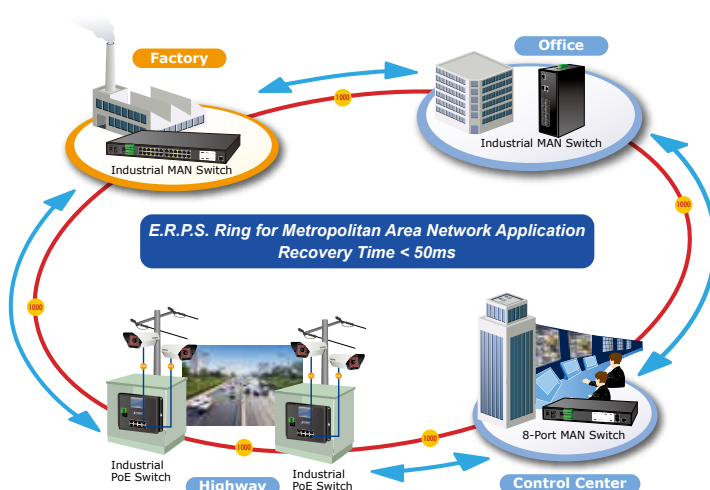 Factory
Office
1000
Industrial MAN Switch
Industrial MAN Switch
1000
E.R.P.S. Ring for Metropolitan Area Network Application
Recovery Time < 50ms
1000
8-Port MAN Switch
1000
1000
Industrial
PoE Switch
Industrial
PoE Switch
Highway
Control Center